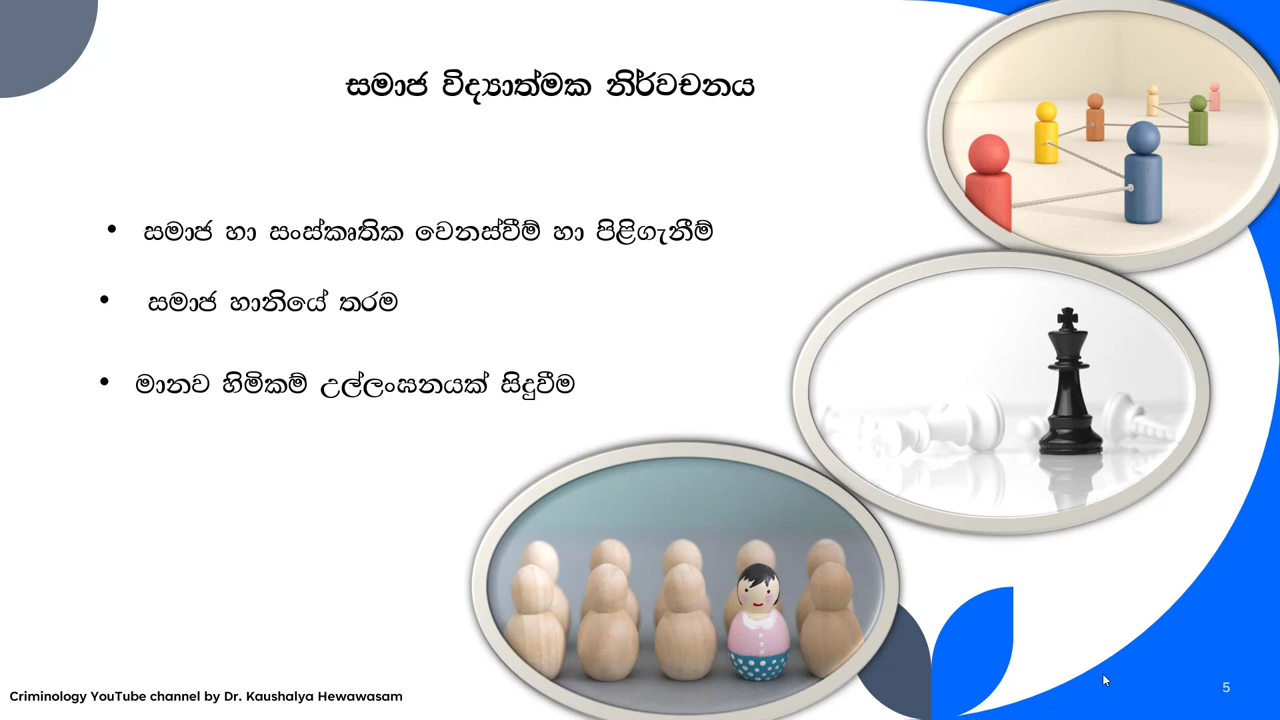 සමාජ විද්‍යාත්මක නිර්වචනය
• සමාජ හා සංස්කෘතික වෙනස්වීම් හා පිළිගැනීම්
• සමාජ හානියේ තරම
• මානව හිමිකම් උල්ලංඝනයක් සිදුවීම
Criminology YouTube channel by Dr. Kaushalya Hewawasam
5